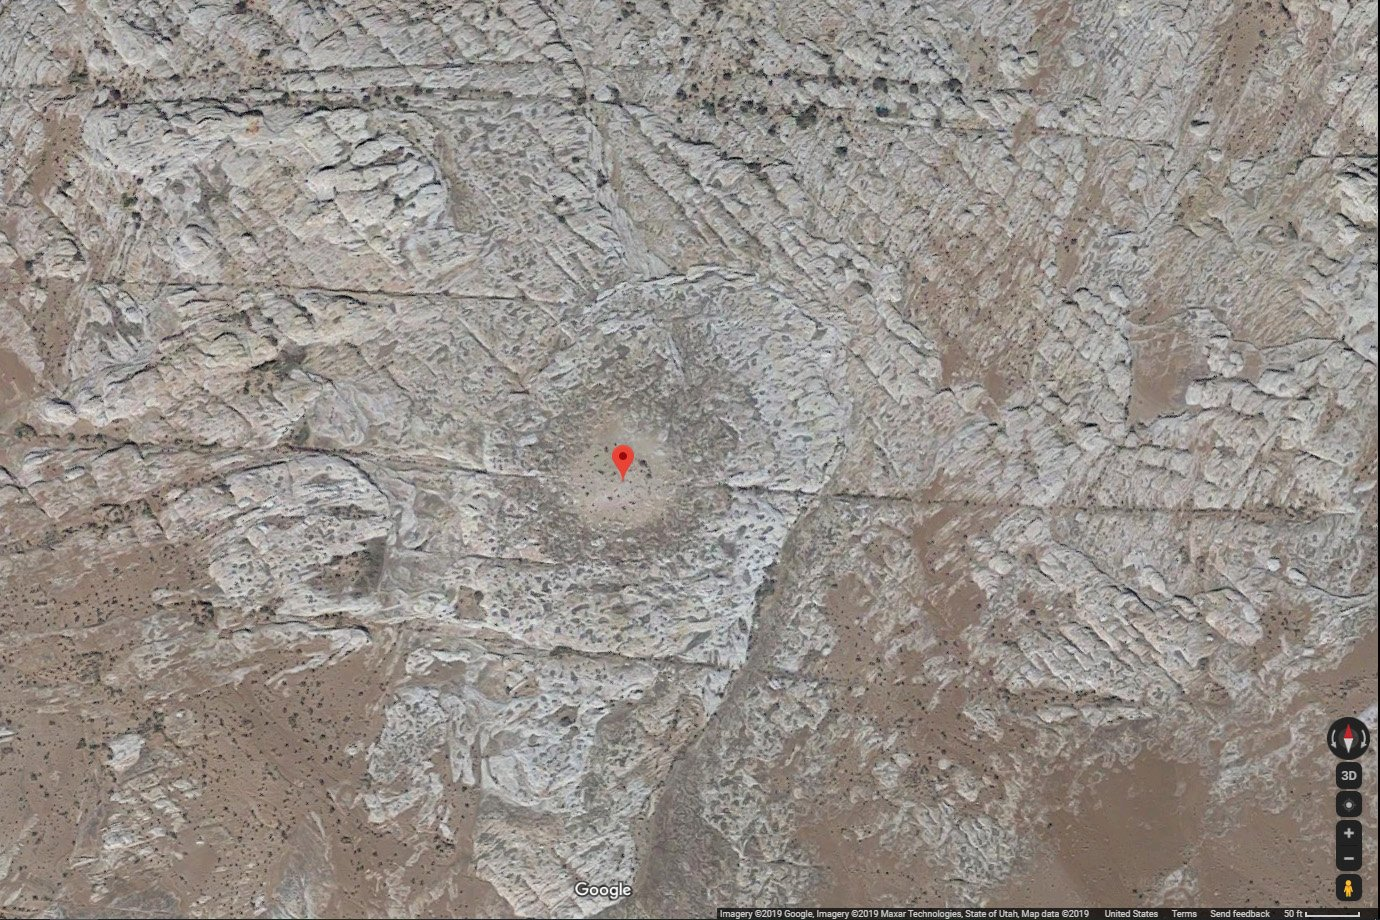 3D
Google
Imagery ©2019 Google, Imagery ©2019 Maxar Technologies, State of Utah, Map data ©2019 United States Terms Send feedback 50 ft